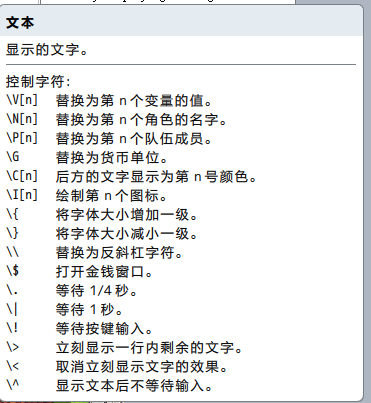 文本
显示的文字。
控制字符:
\V[n] 替换为第 n 个变量的值。
\N[n] 替换为第 n 个角色的名字。
\P[n] 替换为第 n 个队伍成员。
\G 替换为货币单位。
\C[n] 后方的文字显示为第 n 号颜色。
\I[n] 绘制第 n 个图标。
\{ 将字体大小增加一级。
\} 将字体大小减小一级。
\\ 替换为反斜杠字符。
\$ 打开金钱窗口。
\. 等待 1/4 秒。
\| 等待 1 秒。
\! 等待按键输入。
\> 立刻显示一行内剩余的文字。
\< 取消立刻显示文字的效果。
\^ 显示文本后不等待输入。